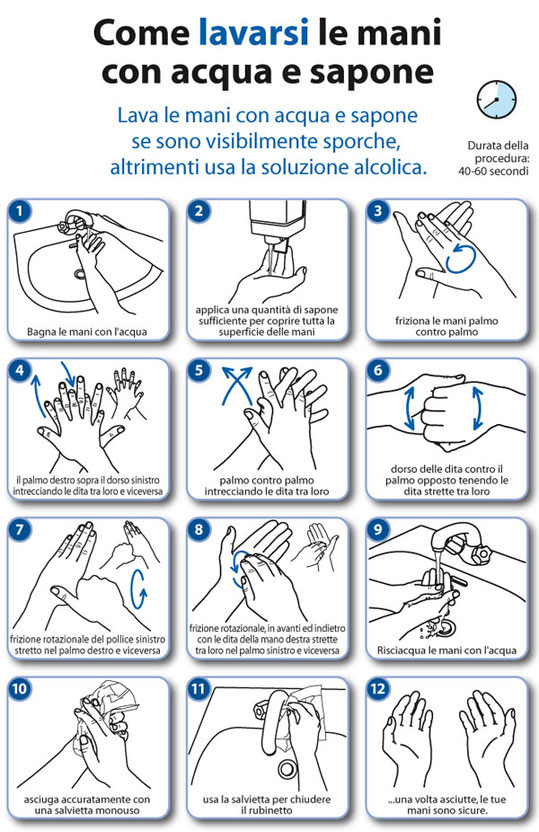 Come lavarsi le mani
con acqua e sapone
Lava le mani con acqua e sapone
se sono visibilmente sporche,
altrimenti usa la soluzione alcolica.
Durata della
procedura:
40-60 secondi
1
Bagna le mani con l'acqua
2
applica una quantità di sapone
sufficiente per coprire tutta la
superficie delle mani
3
friziona le mani palmo
contro palmo
4
il palmo destro sopra il dorso sinistro
intrecciando le dita tra loro e viceversa
5
palmo contro palmo
intrecciando le dita tra loro
6
dorso delle dita contro il
palmo opposto tenendo le
dita strette tra loro
7
frizione rotazionale del pollice sinistro
stretto nel palmo destro e viceversa
8
frizione rotazionale, in avanti ed indietro
con le dita della mano destra strette
tra loro nel palmo sinistro e viceversa
9
Risciacqua le mani con l'acqua
10
asciuga accuratamente con
una salvietta monouso
11
usa la salvietta per chiudere
il rubinetto
12
...una volta asciutte, le tue
mani sono sicure.